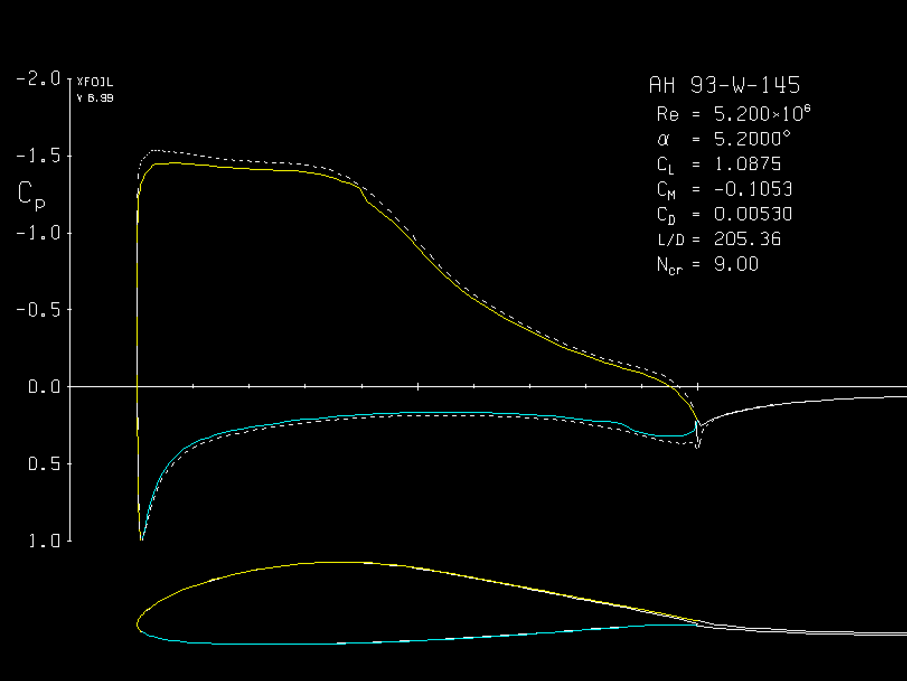 -2.0
XFOIL
V 6.99
-1.5
Cp
-1.0
-0.5
0.0
0.5
1.0
AH 93-W-145
Re = 5.200×10⁶
α = 5.2000°
CL = 1.0875
CM = -0.1053
CD = 0.00530
L/D = 205.36
Ncr = 9.00